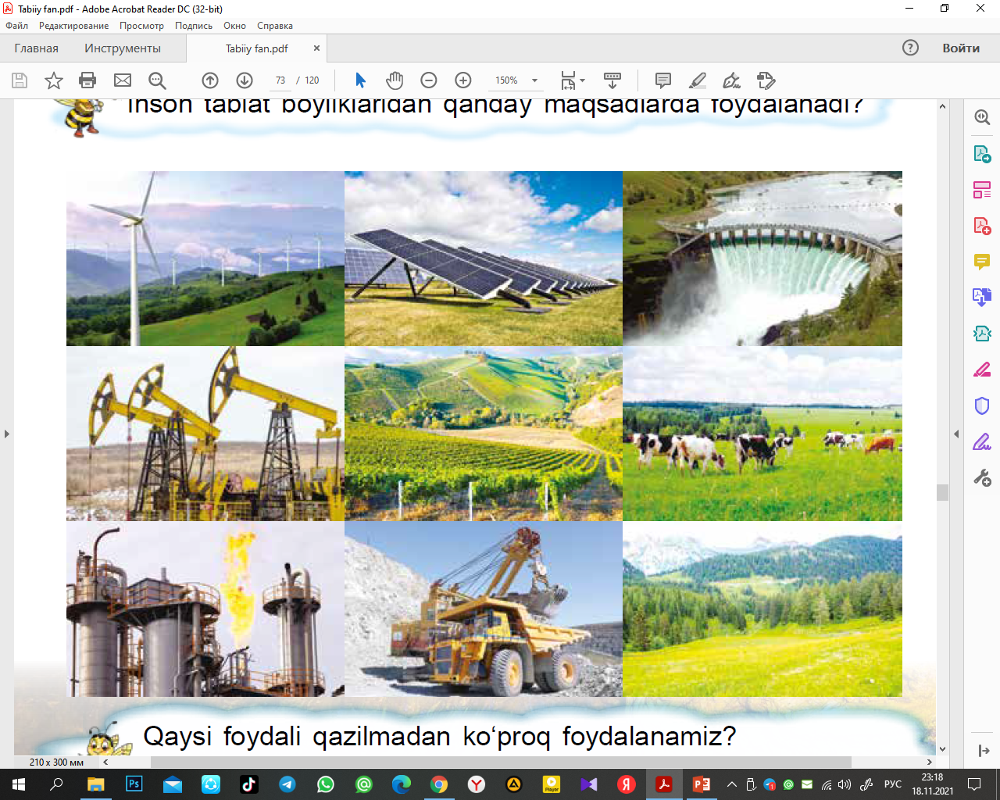 Tabiiy fan.pdf - Adobe Acrobat Reader DC (32-bit)
Файл Редактирование Просмотр Подпись Окно Справка
Главная Инструменты Tabiiy fan.pdf × Войти
73 / 120 150%
Inson tabiat boyliklaridan qanday maqsadlarda foydalanadi?
Qaysi foydali qazilmadan ko‘proq foydalanamiz?
210 x 300 мм
Ps Player РУС 23:18
18.11.2021